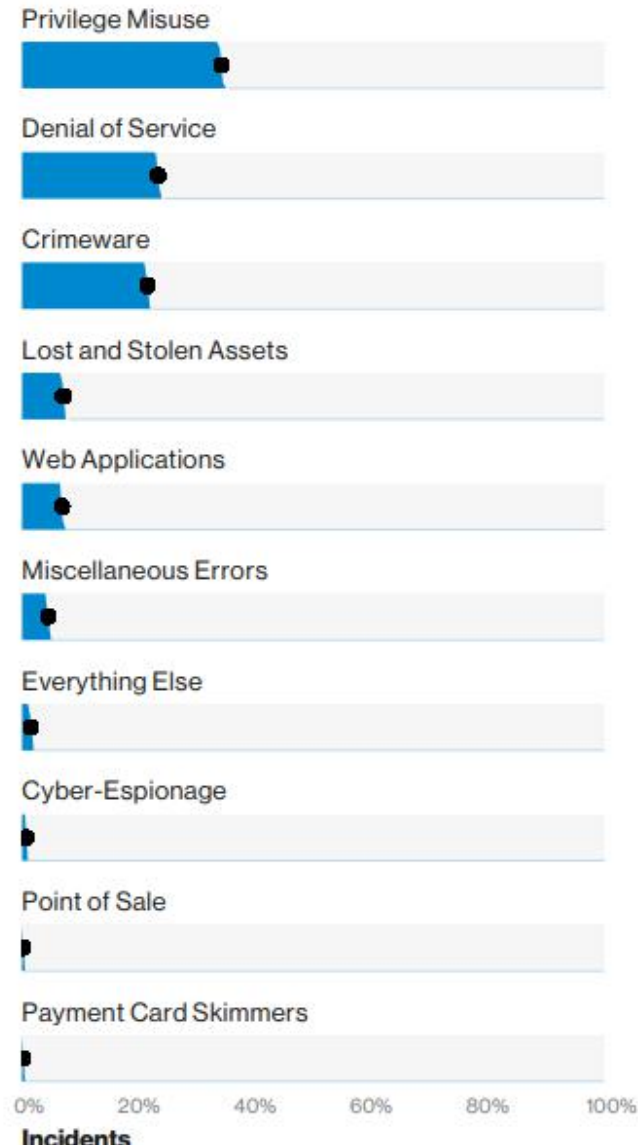 Privilege Misuse
Denial of Service
Crimeware
Lost and Stolen Assets
Web Applications
Miscellaneous Errors
Everything Else
Cyber-Espionage
Point of Sale
Payment Card Skimmers
0% 20% 40% 60% 80% 100%
Incidents